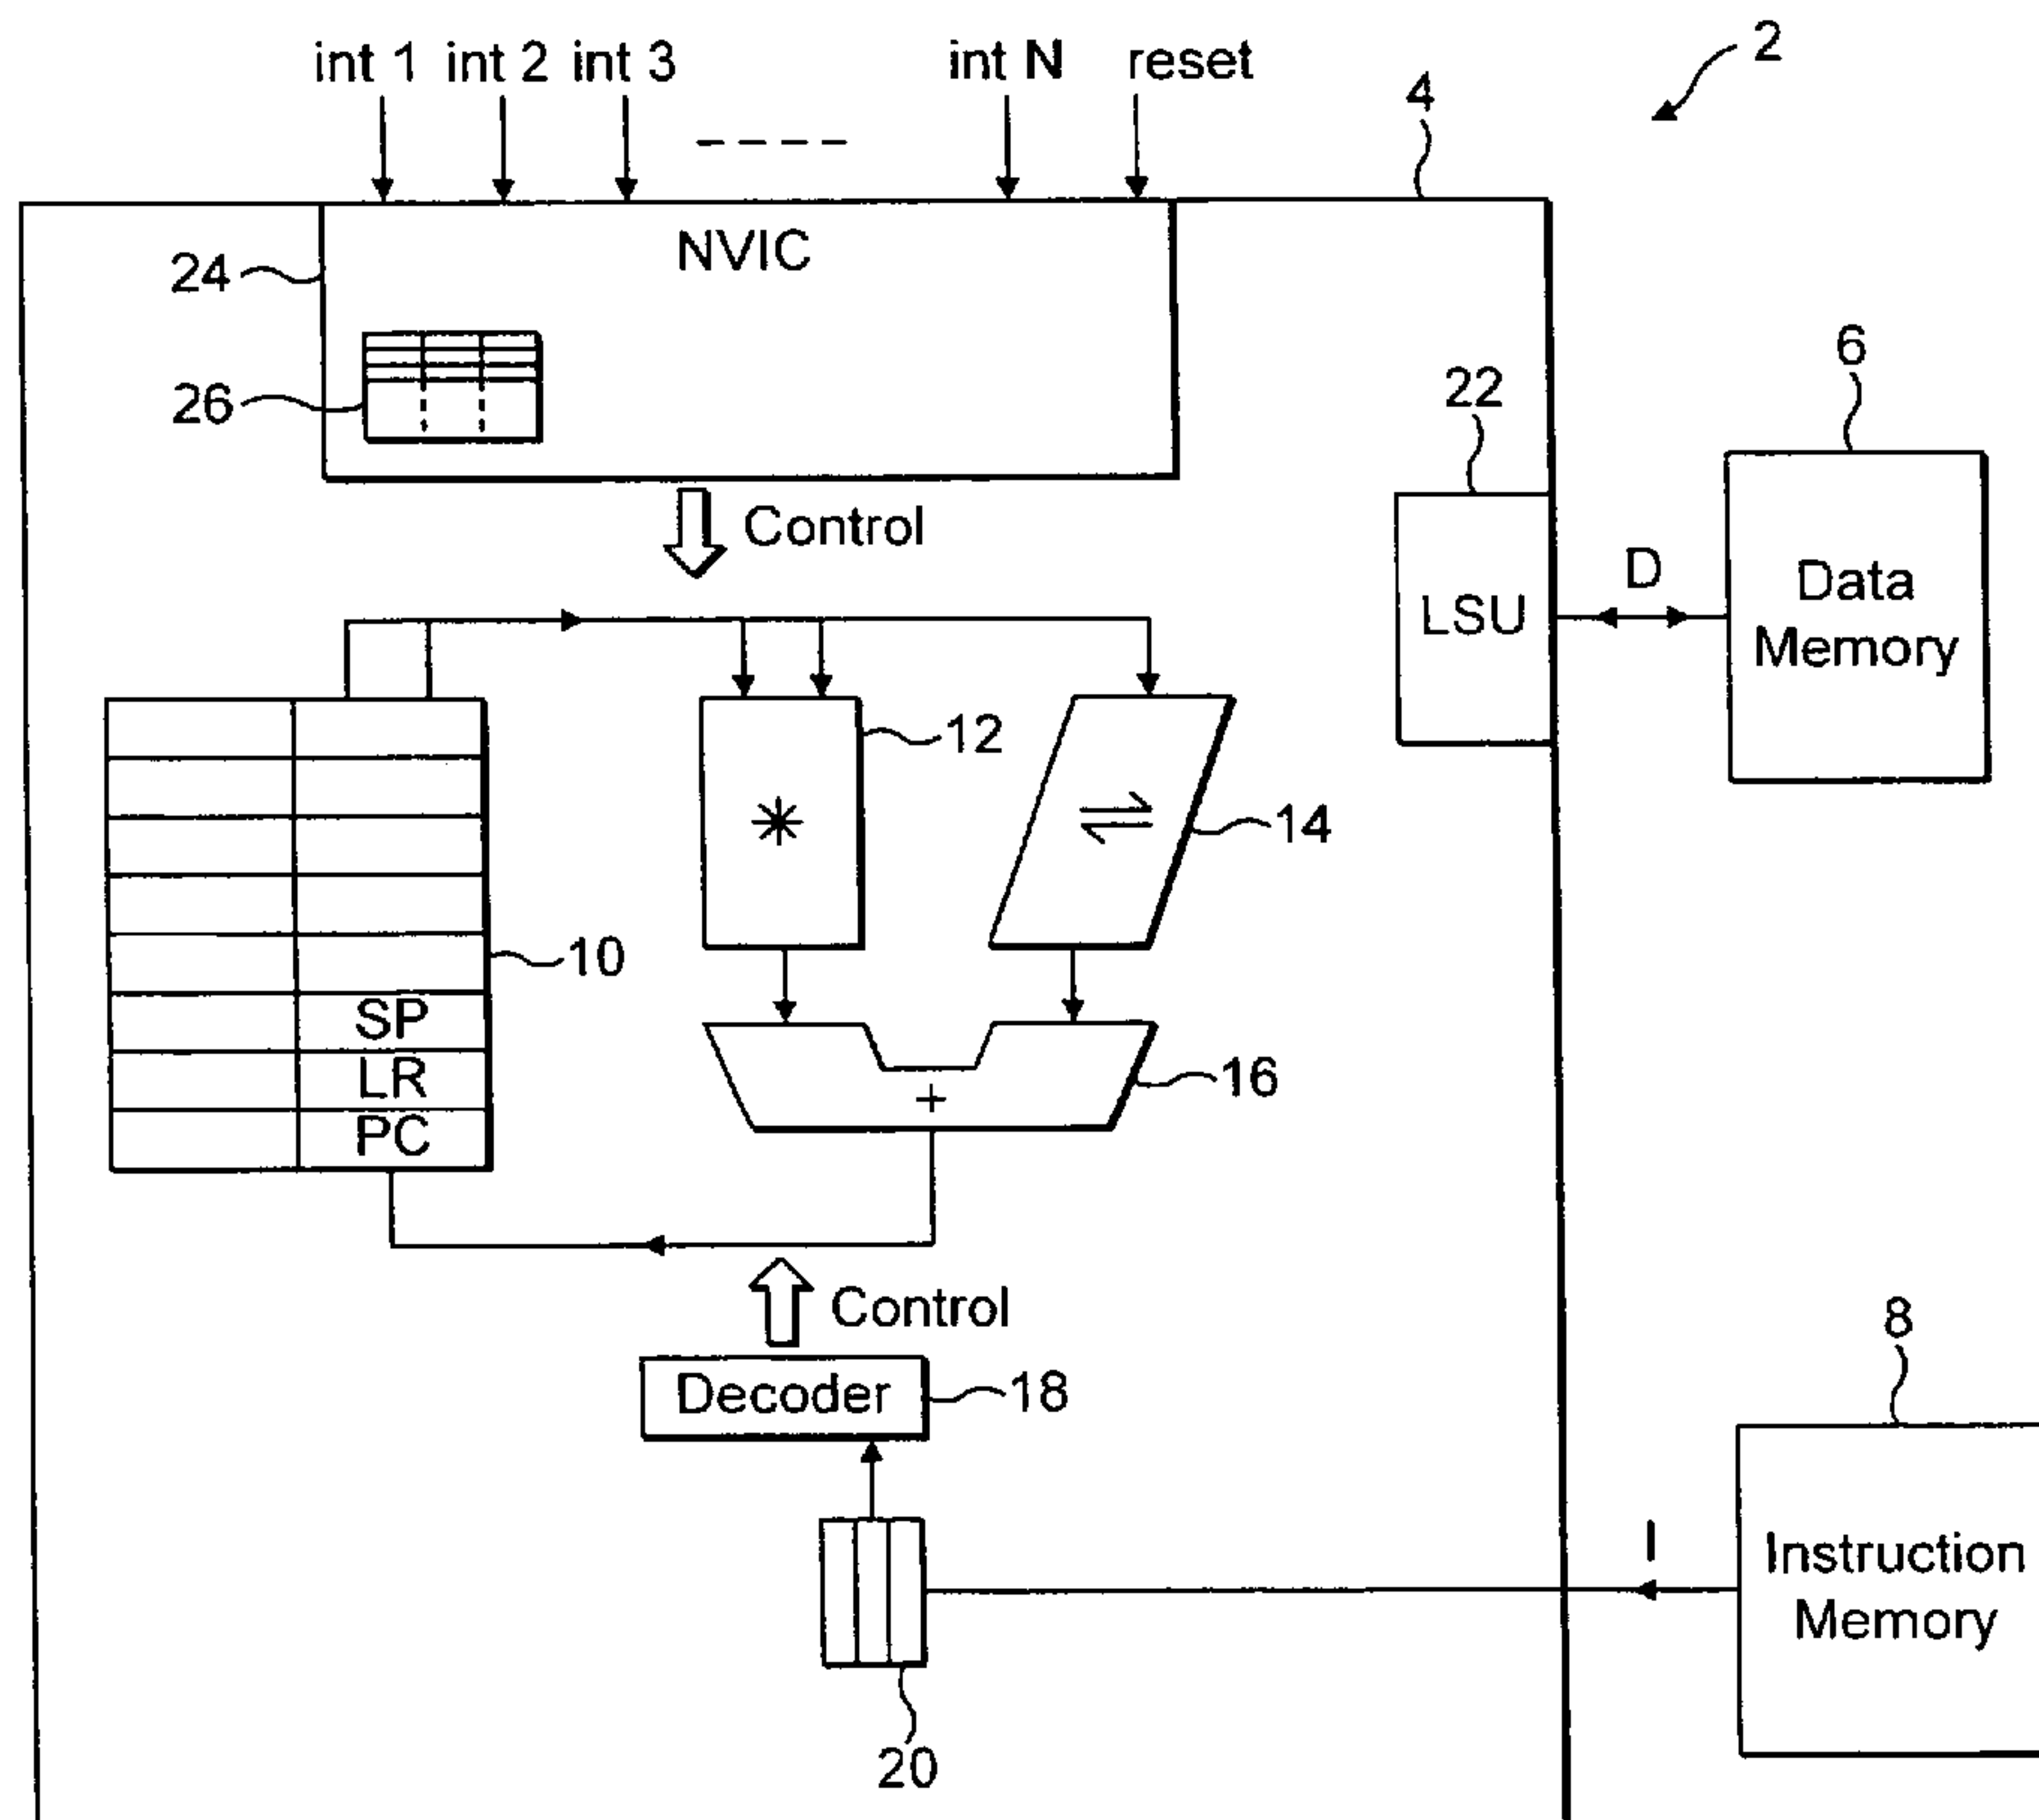 int 1 int 2 int 3 int N reset
2
4
NVIC
24
26
Control
22
6
LSU
D
Data
Memory
12
14
10
SP
LR
PC
16
+
Control
Decoder
18
8
I
Instruction
Memory
20